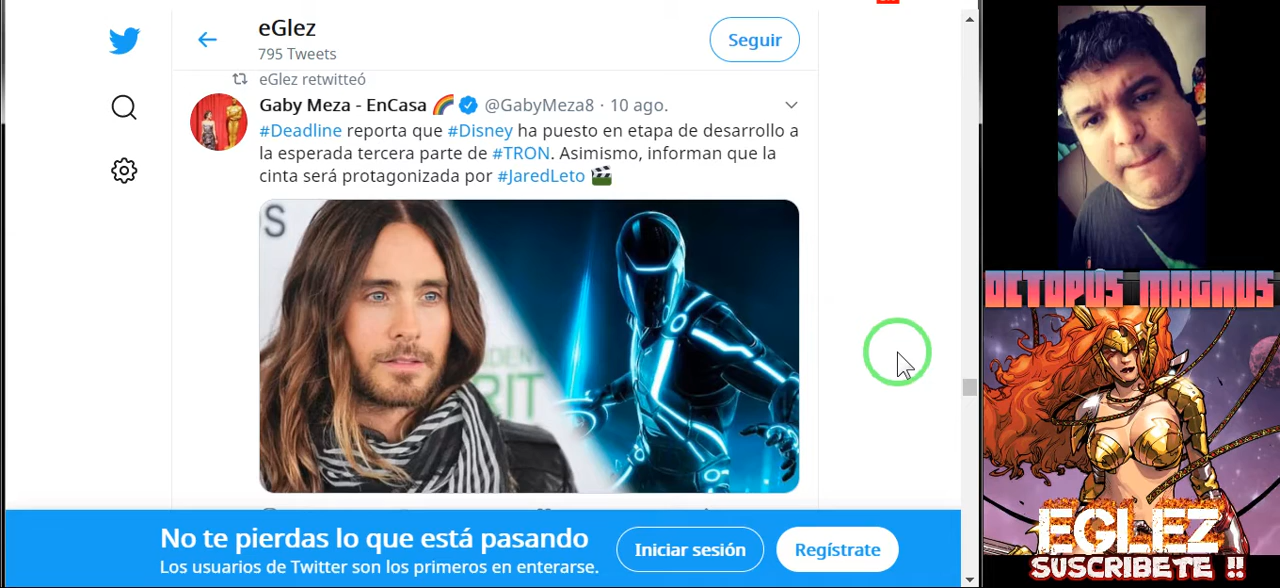 eGlez
795 Tweets
Seguir
eGlez retwitteó
Gaby Meza - EnCasa @GabyMeza8 · 10 ago.
#Deadline reporta que #Disney ha puesto en etapa de desarrollo a
la esperada tercera parte de #TRON. Asimismo, informan que la
cinta será protagonizada por #JaredLeto
S
RIT
No te pierdas lo que está pasando
Los usuarios de Twitter son los primeros en enterarse.
Iniciar sesión
Regístrate
OCTOPUS MAGNUS
EGLEZ
SUSCRIBETE !!